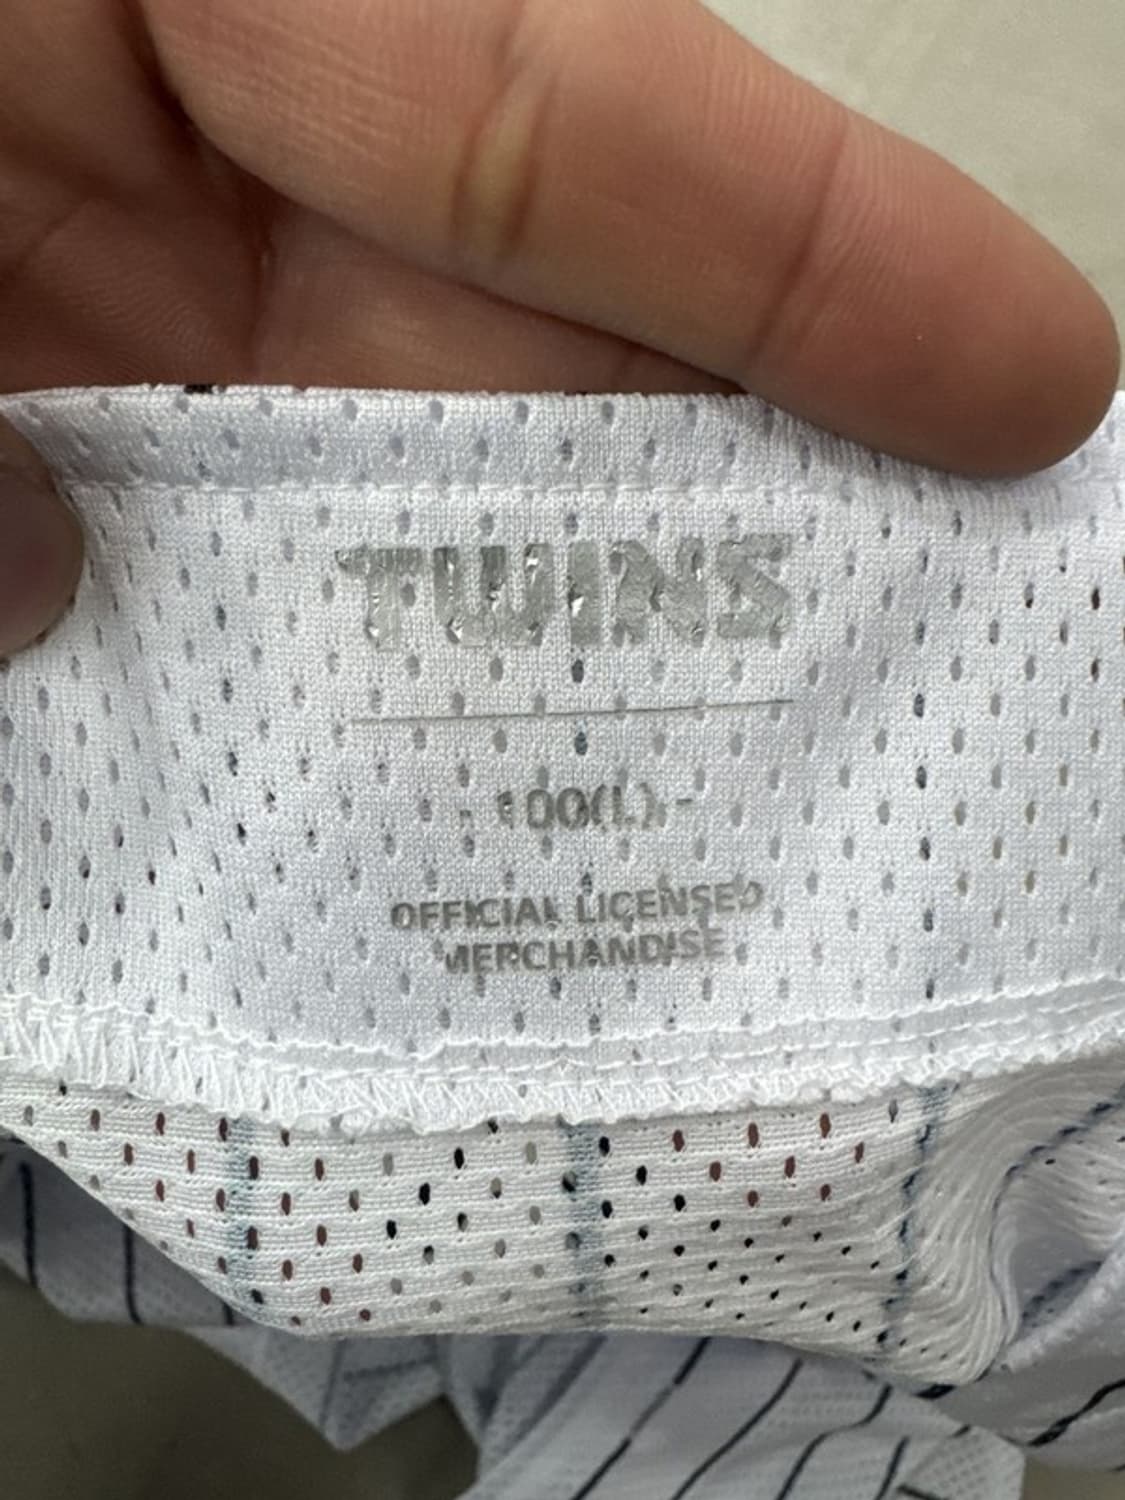 TWINS
- 100(L) -
OFFICIAL LICENSED
MERCHANDISE